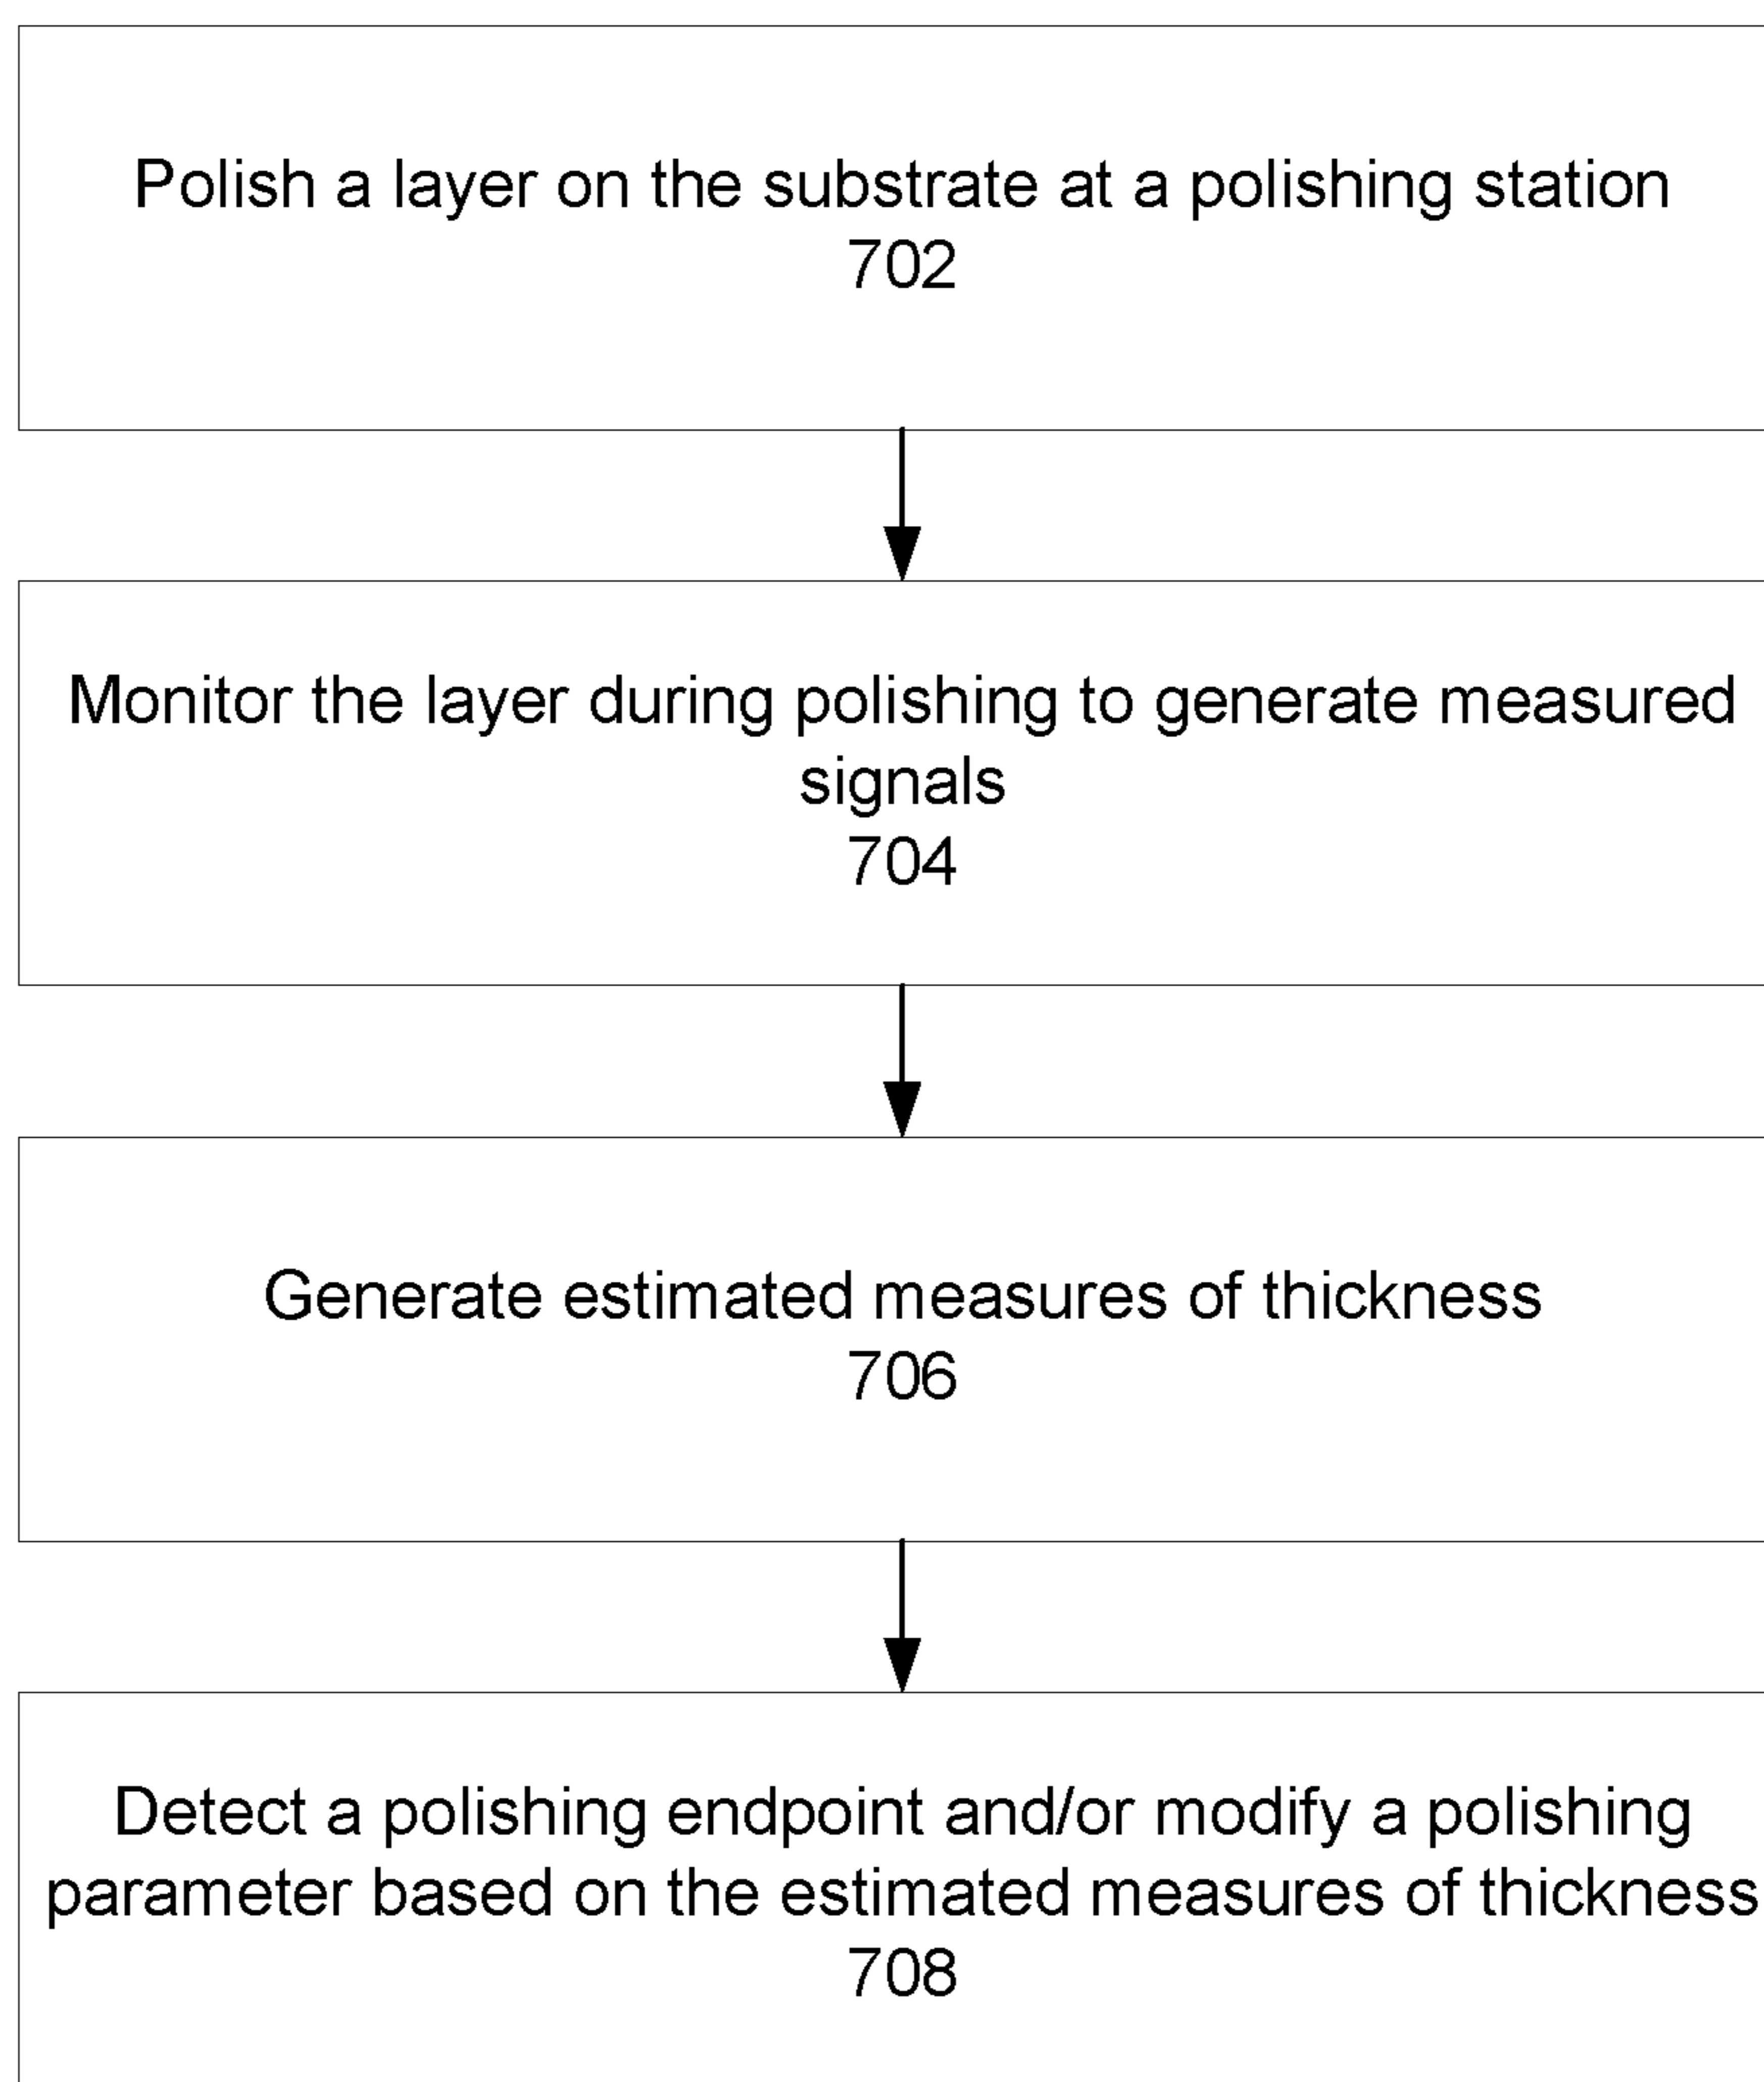 Polish a layer on the substrate at a polishing station
702
Monitor the layer during polishing to generate measured
signals
704
Generate estimated measures of thickness
706
Detect a polishing endpoint and/or modify a polishing
parameter based on the estimated measures of thickness
708